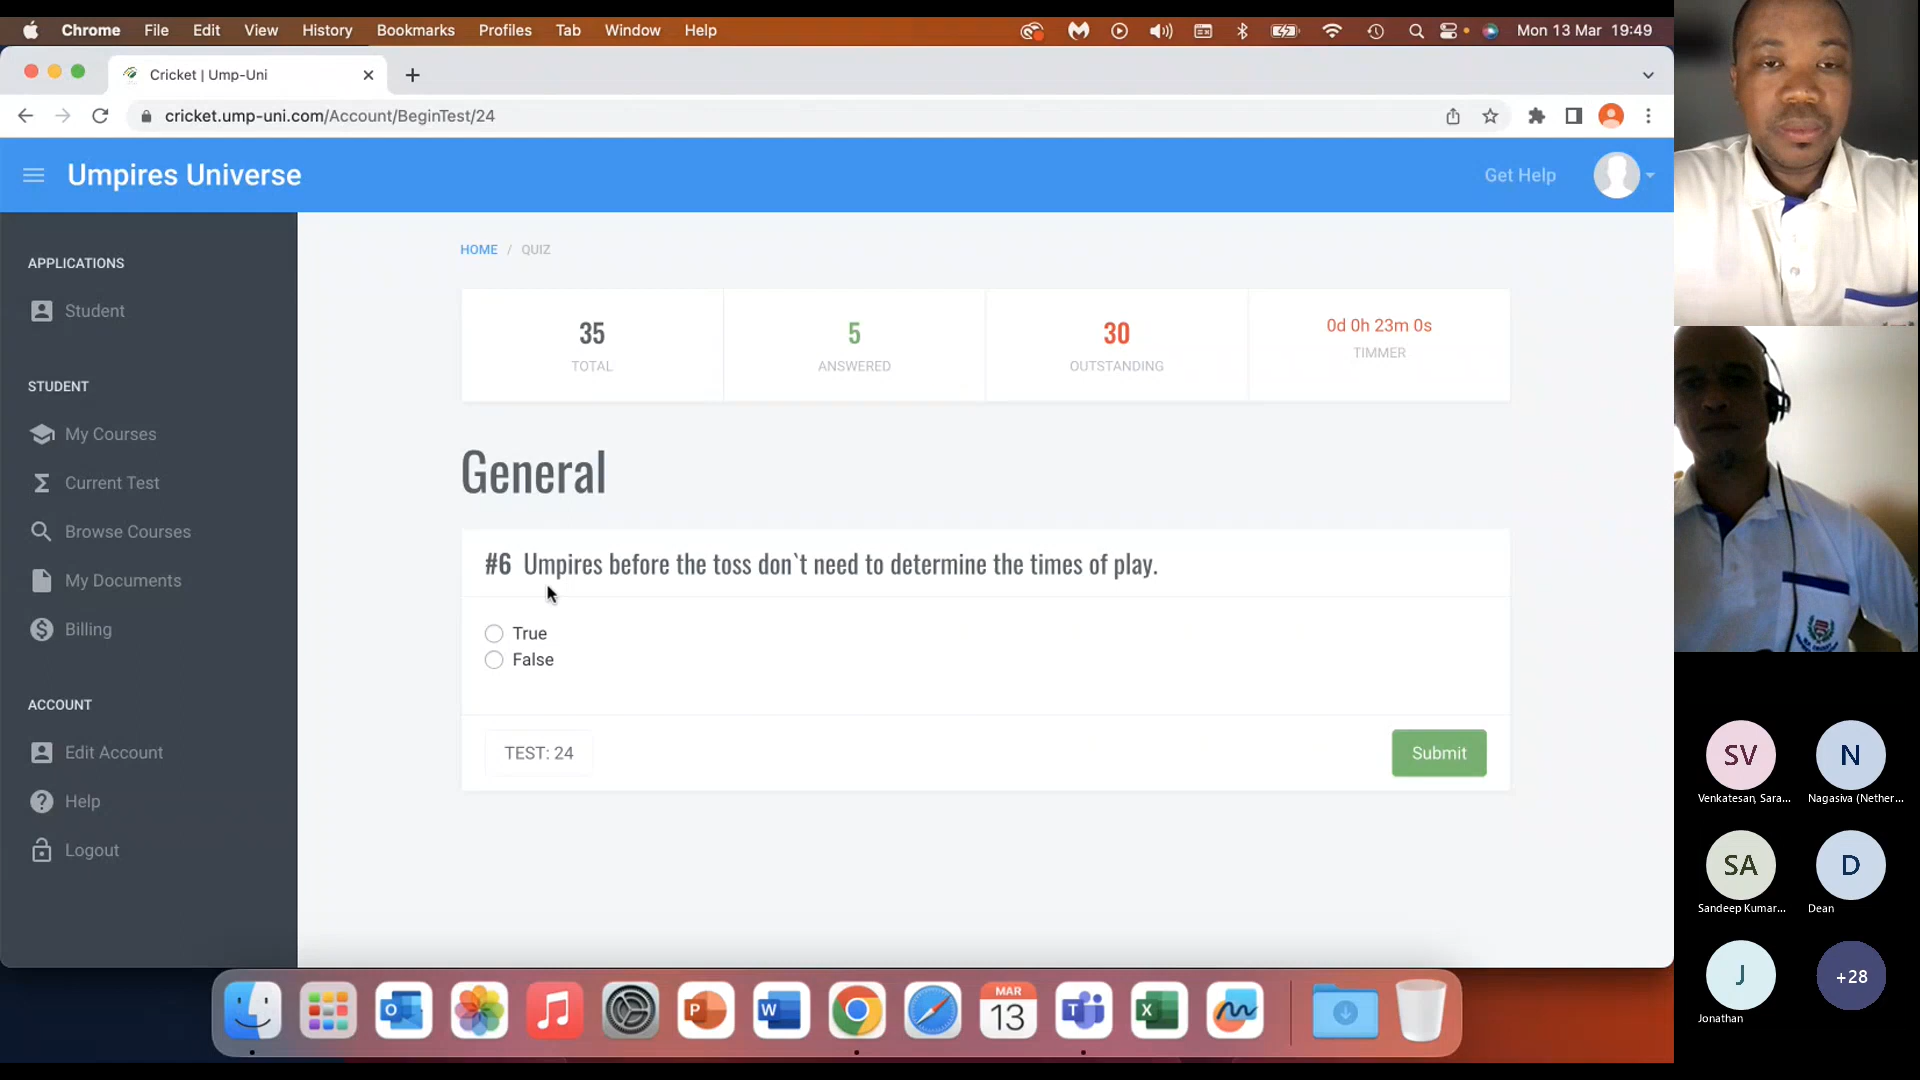 Chrome File Edit View History Bookmarks Profiles Tab Window Help Mon 13 Mar 19:49
Cricket | Ump-Uni
cricket.ump-uni.com/Account/BeginTest/24
Umpires Universe
Get Help
APPLICATIONS
Student
STUDENT
My Courses
Current Test
Browse Courses
My Documents
Billing
ACCOUNT
Edit Account
Help
Logout
HOME / QUIZ
35
TOTAL
5
ANSWERED
30
OUTSTANDING
0d 0h 23m 0s
TIMMER
General
#6 Umpires before the toss don`t need to determine the times of play.
True
False
TEST: 24
Submit
MAR
13
SV
Venkatesan, Sara...
N
Nagasiva (Nether...
SA
Sandeep Kumar...
D
Dean
J
Jonathan
+28